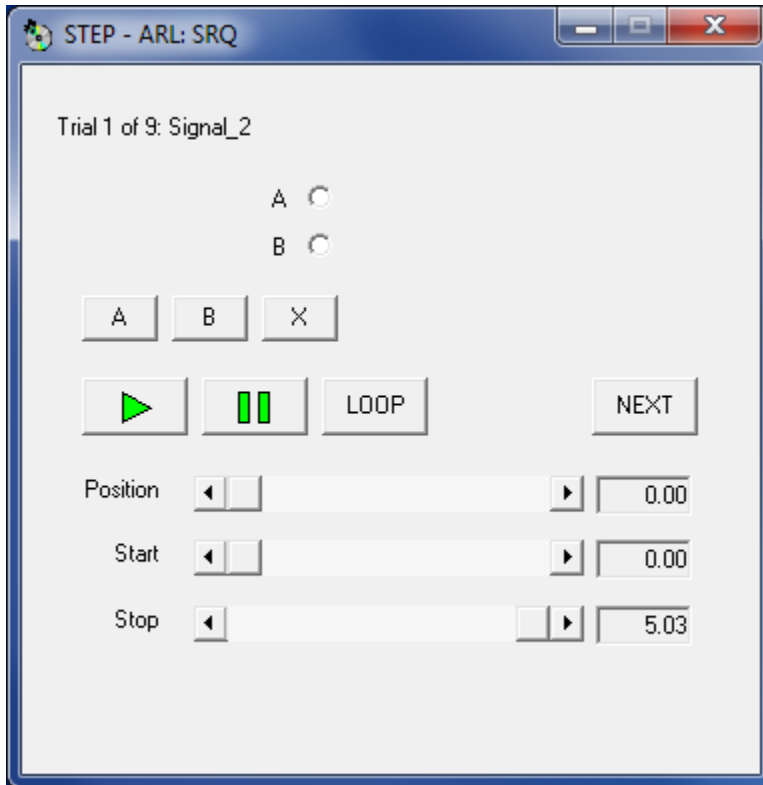 STEP - ARL: SRQ
Trial 1 of 9: Signal_2
A
B
A B X
LOOP NEXT
Position 0.00
Start 0.00
Stop 5.03